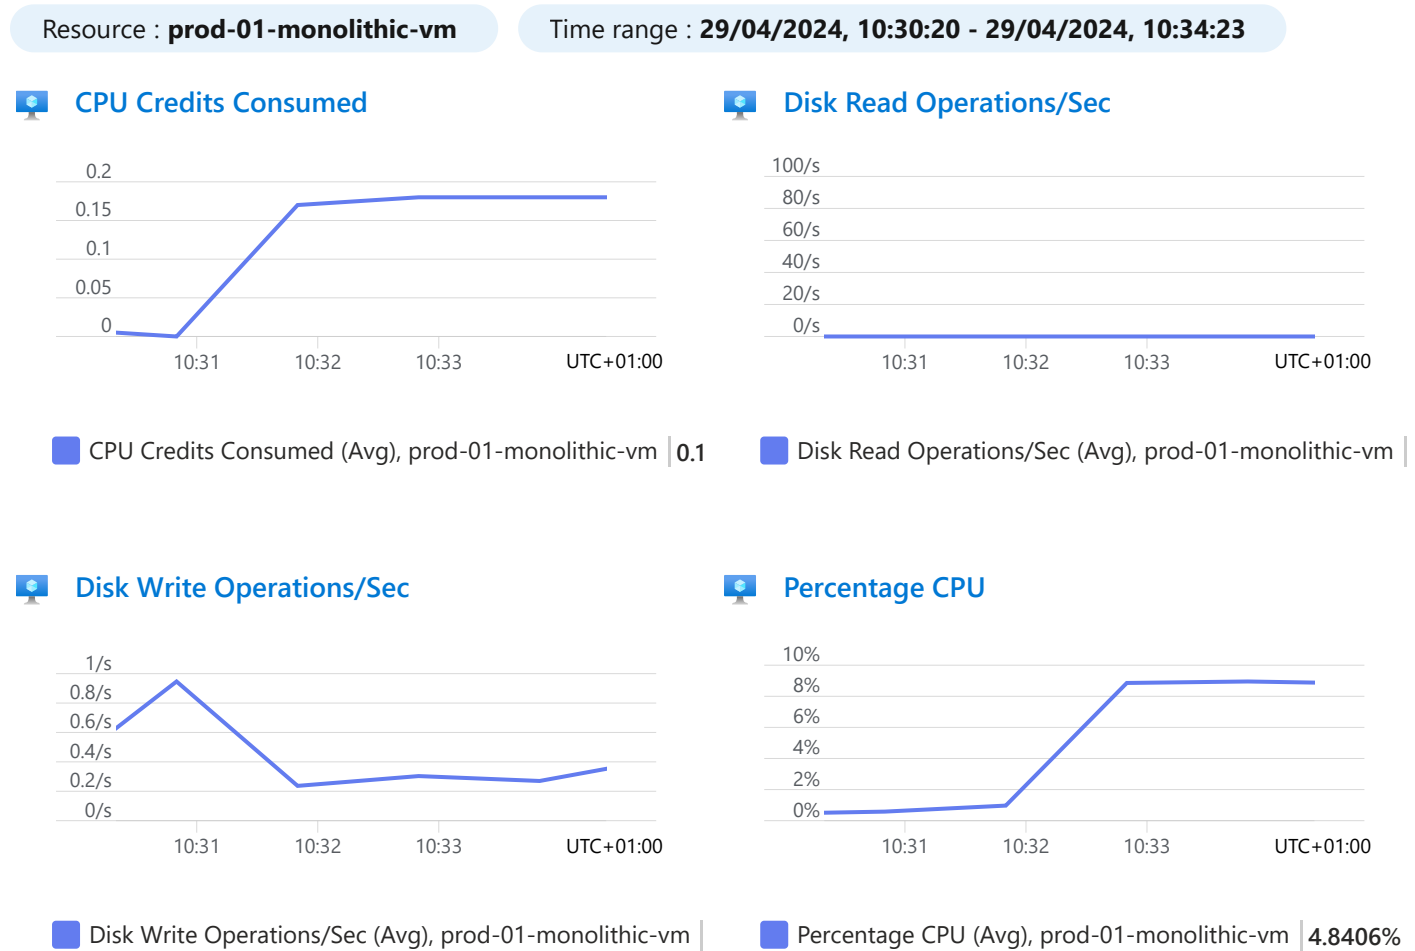 Resource : prod-01-monolithic-vm
Time range : 29/04/2024, 10:30:20 - 29/04/2024, 10:34:23
CPU Credits Consumed
0.2
0.15
0.1
0.05
0
10:31 10:32 10:33 UTC+01:00
CPU Credits Consumed (Avg), prod-01-monolithic-vm 0.1
Disk Read Operations/Sec
100/s
80/s
60/s
40/s
20/s
0/s
10:31 10:32 10:33 UTC+01:00
Disk Read Operations/Sec (Avg), prod-01-monolithic-vm
Disk Write Operations/Sec
1/s
0.8/s
0.6/s
0.4/s
0.2/s
0/s
10:31 10:32 10:33 UTC+01:00
Disk Write Operations/Sec (Avg), prod-01-monolithic-vm
Percentage CPU
10%
8%
6%
4%
2%
0%
10:31 10:32 10:33 UTC+01:00
Percentage CPU (Avg), prod-01-monolithic-vm 4.8406%